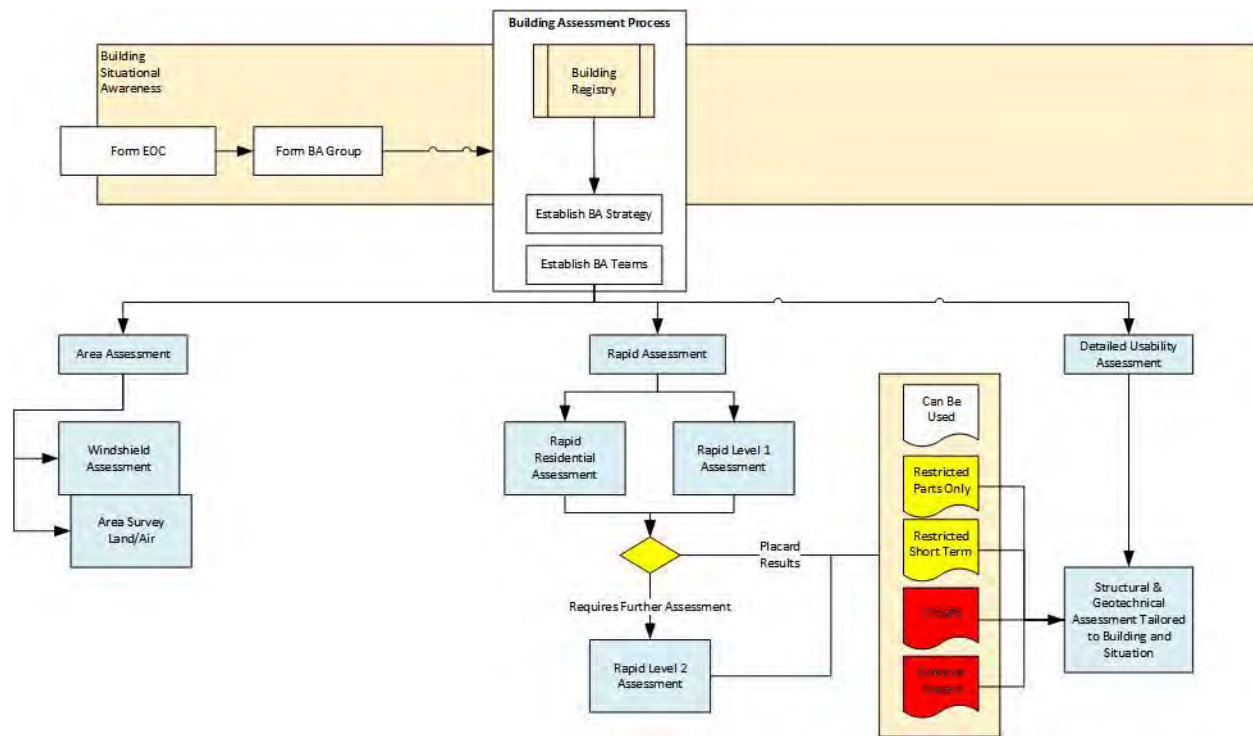 Building Assessment Process
Building
Situational
Awareness
Building
Registry
Form EOC
Form BA Group
Establish BA Strategy
Establish BA Teams
Area Assessment
Rapid Assessment
Detailed Usability
Assessment
Can Be
Used
Windshield
Assessment
Rapid
Residential
Assessment
Rapid Level 1
Assessment
Restricted
Parts Only
Area Survey
Land/Air
Restricted
Short Term
Placard
Results
Requires Further Assessment
Structural &
Geotechnical
Assessment Tailored
to Building and
Situation
Rapid Level 2
Assessment